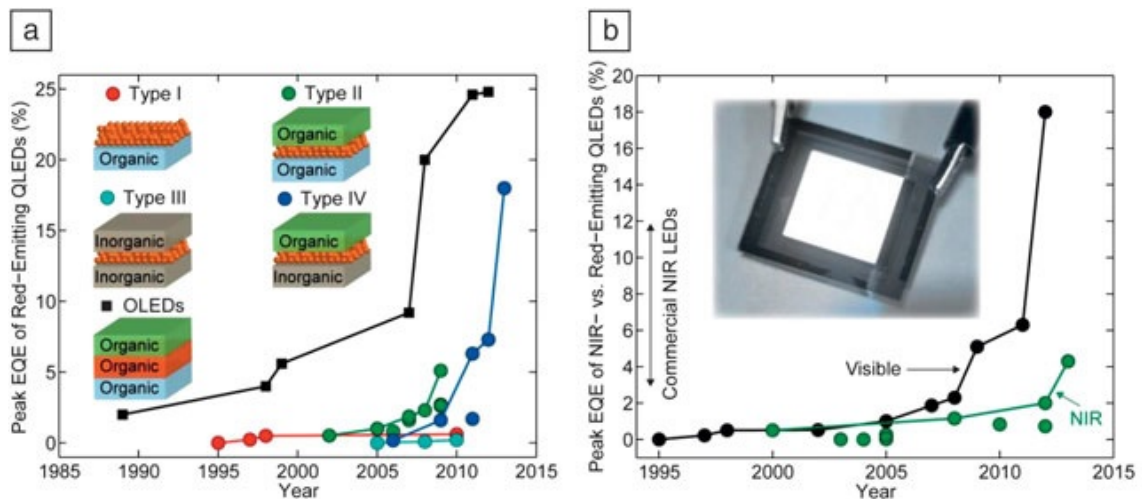 a
Peak EQE of Red-Emitting QLEDs (%)
25
20
15
10
5
0
Type I
Organic
Type II
Organic
Organic
Type III
Inorganic
Inorganic
Type IV
Organic
Inorganic
OLEDs
Organic
Organic
Organic
1985 1990 1995 2000 2005 2010 2015
Year
b
Peak EQE of NIR- vs. Red-Emitting QLEDs (%)
20
18
16
14
12
10
8
6
4
2
0
Commercial NIR LEDs
Visible
NIR
1995 2000 2005 2010 2015
Year